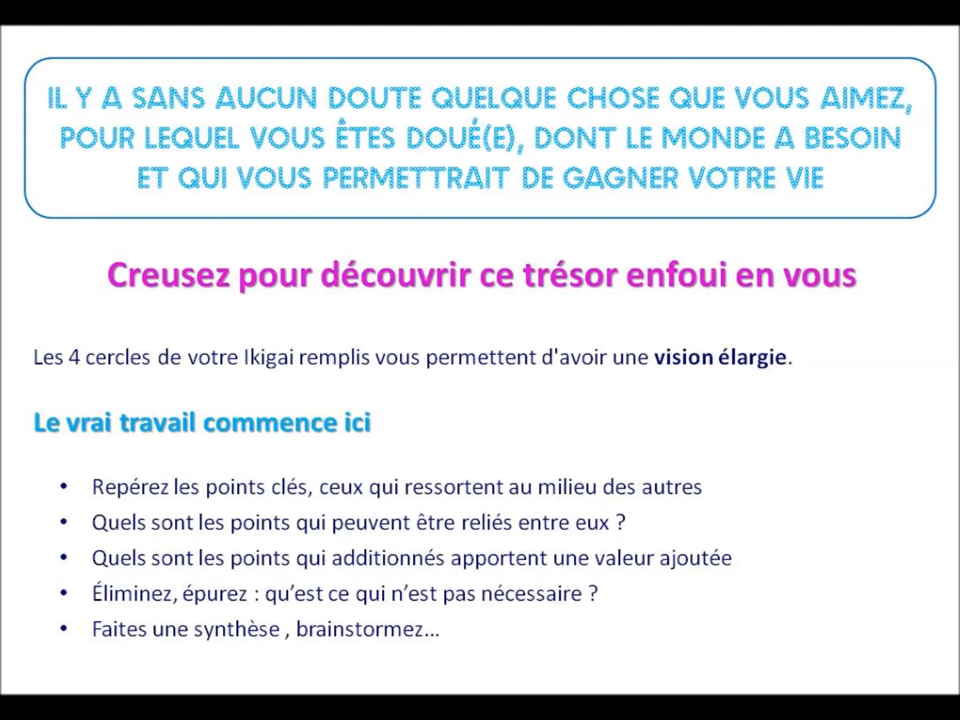 IL Y A SANS AUCUN DOUTE QUELQUE CHOSE QUE VOUS AIMEZ,
POUR LEQUEL VOUS ÊTES DOUÉ(E), DONT LE MONDE A BESOIN
ET QUI VOUS PERMETTRAIT DE GAGNER VOTRE VIE
Creusez pour découvrir ce trésor enfoui en vous
Les 4 cercles de votre Ikigai remplis vous permettent d'avoir une vision élargie.
Le vrai travail commence ici
• Repérez les points clés, ceux qui ressortent au milieu des autres
• Quels sont les points qui peuvent être reliés entre eux ?
• Quels sont les points qui additionnés apportent une valeur ajoutée
• Éliminez, épurez : qu’est ce qui n’est pas nécessaire ?
• Faites une synthèse , brainstormez…